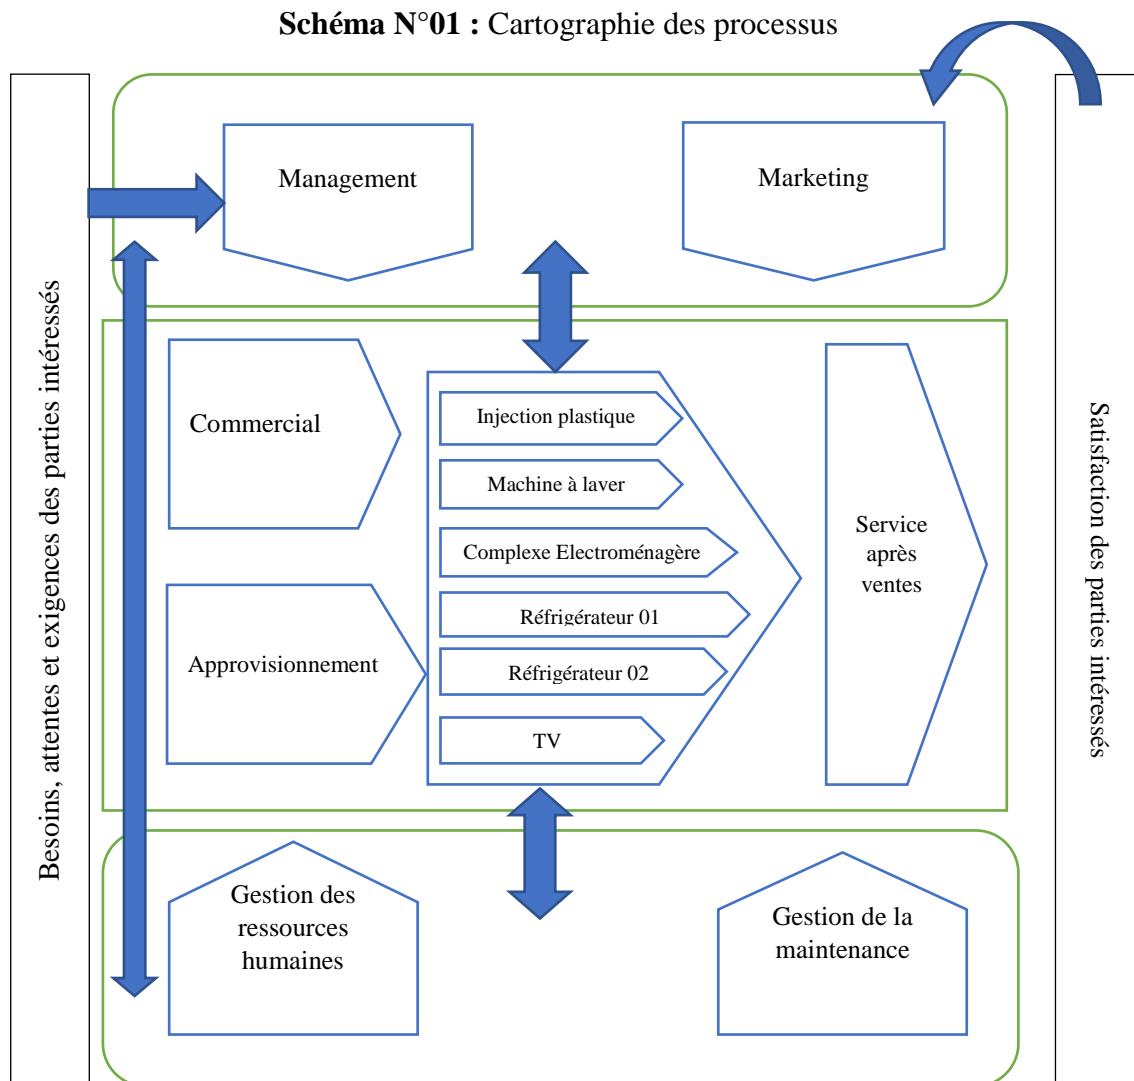 Schéma N°01 : Cartographie des processus
Besoins, attentes et exigences des parties intéressés
Management
Marketing
Commercial
Approvisionnement
Injection plastique
Machine à laver
Complexe Electroménagère
Réfrigérateur 01
Réfrigérateur 02
TV
Service
après
ventes
Gestion des
ressources
humaines
Gestion de la
maintenance
Satisfaction des parties intéressés